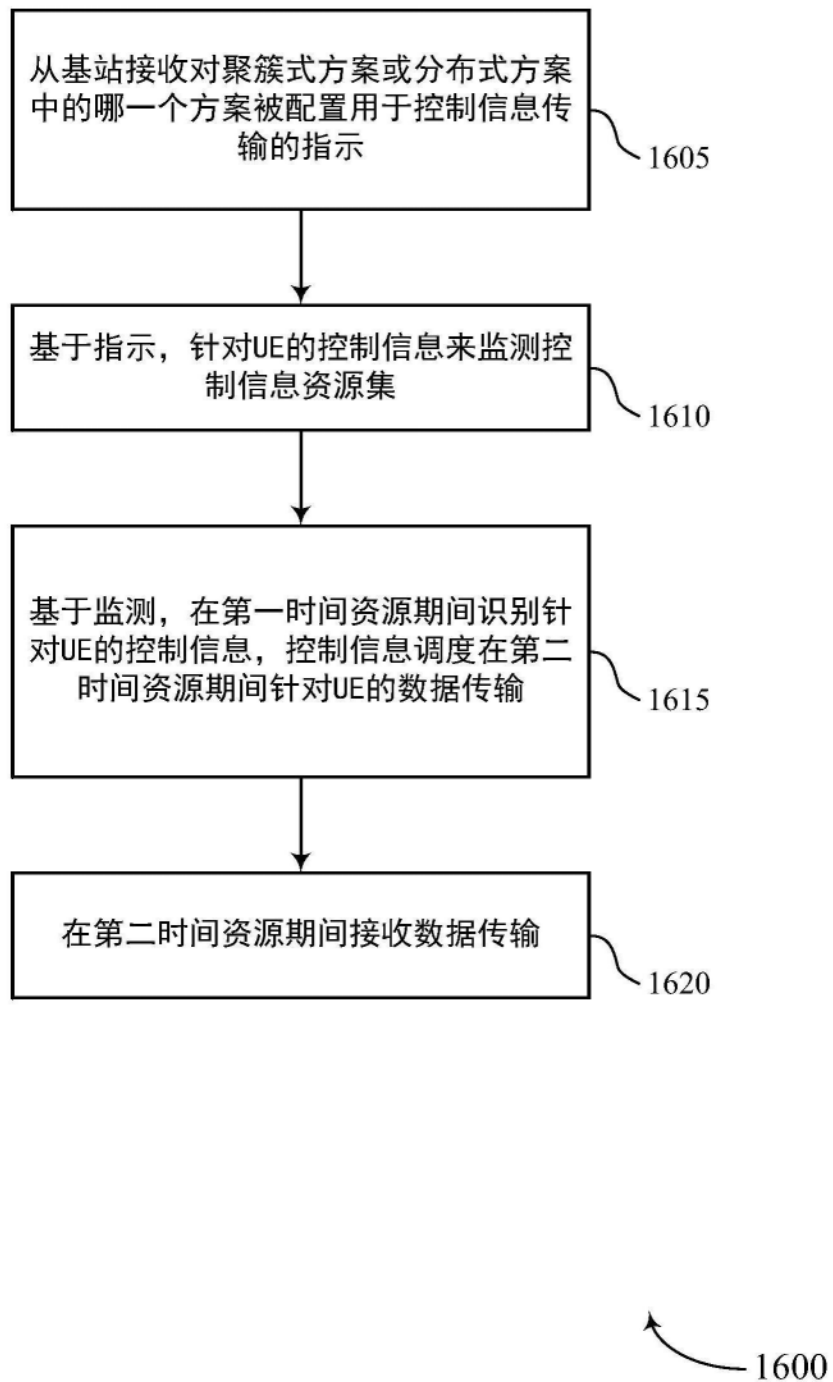 从基站接收对聚簇式方案或分布式方案
中的哪一个方案被配置用于控制信息传
输的指示
1605
基于指示，针对UE的控制信息来监测控
制信息资源集
1610
基于监测，在第一时间资源期间识别针
对UE的控制信息，控制信息调度在第二
时间资源期间针对UE的数据传输
1615
在第二时间资源期间接收数据传输
1620
1600